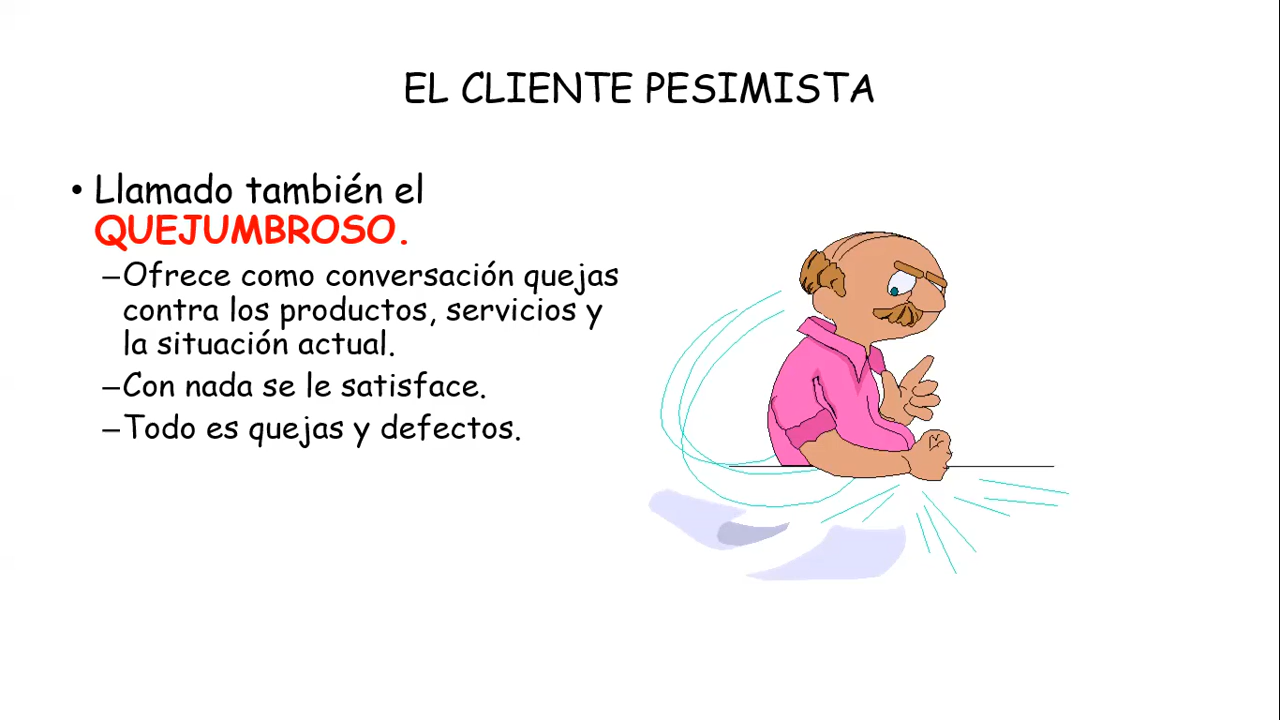 EL CLIENTE PESIMISTA
• Llamado también el
QUEJUMBROSO.
–Ofrece como conversación quejas
contra los productos, servicios y
la situación actual.
–Con nada se le satisface.
–Todo es quejas y defectos.